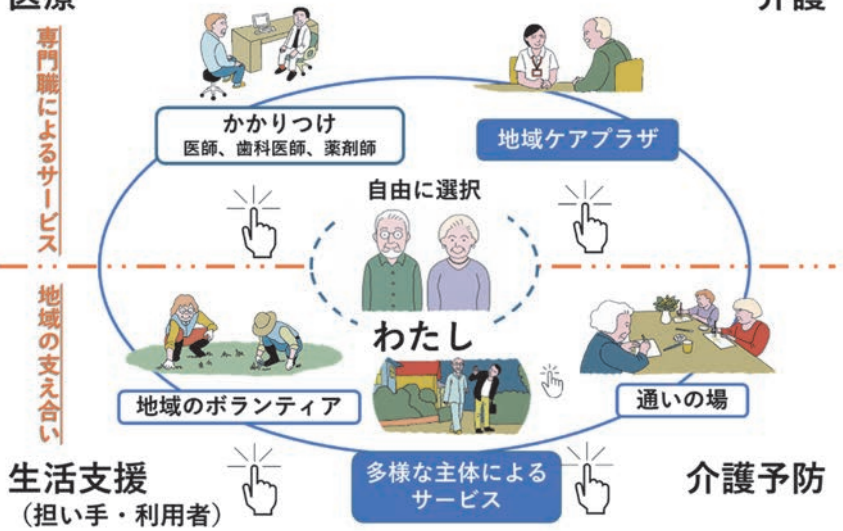 医療
介護
専門職によるサービス
かかりつけ
医師、歯科医師、薬剤師
地域ケアプラザ
自由に選択
わたし
地域の支え合い
地域のボランティア
通いの場
多様な主体による
サービス
生活支援
（担い手・利用者）
介護予防